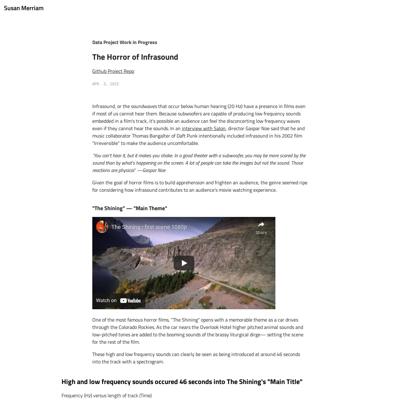 Susan Merriam
Data Project Work in Progress
The Horror of Infrasound
Github Project Repo
Infrasound, or the soundwaves that occur below human hearing (20 Hz) have a presence in films even
if most of us cannot hear them. Because subwoofers are capable of producing low frequency sounds
embedded in a film's track, it's possible an audience can feel the disconcerting low frequency waves
even if they cannot hear the sounds. In an interview with Salon, director Gaspar Noe said that he and
music collaborator Thomas Bangalter of Daft Punk intentionally included infrasound in his 2002 film
"Irreversible" to make the audience uncomfortable.
"You can't hear it, but it makes you shake. In a good theater with a subwoofer, you may be more scared by the
sound than by what's happening on the screen. A lot of people can take the images but not the sound. Those
reactions are physical" —Gaspar Noe
Given the goal of horror films is to build apprehension and frighten an audience, the genre seemed ripe
for considering how infrasound contributes to an audience's movie watching experience.
"The Shining" — "Main Theme"
The Shining - first scene 1080p
Share
Watch on YouTube
One of the most famous horror films, "The Shining" opens with a memorable theme as a car drives
through the Colorado Rockies. As the car nears the Overlook Hotel higher pitched animal sounds and
low-pitched tones are added to the booming sounds of the brassy liturgical dirge— setting the scene
for the rest of the film.
These high and low frequency sounds can clearly be seen as being introduced at around 46 seconds
into the track with a spectrogram.
High and low frequency sounds occured 46 seconds into The Shining's "Main Title"
Frequency (Hz) versus length of track (Time)